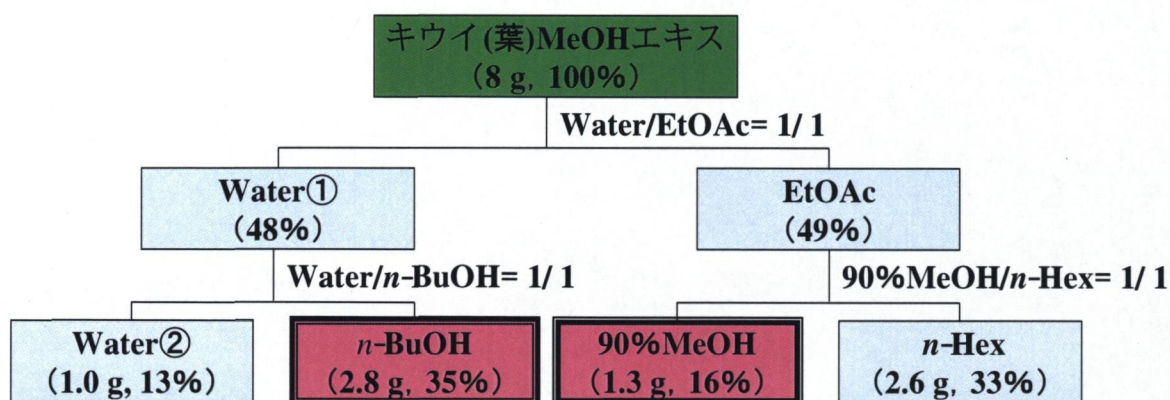 キウイ(葉)MeOHエキス
(8 g, 100%)
Water/EtOAc= 1/ 1
Water①
(48%)
EtOAc
(49%)
Water/n-BuOH= 1/ 1
90%MeOH/n-Hex= 1/ 1
Water②
(1.0 g, 13%)
n-BuOH
(2.8 g, 35%)
90%MeOH
(1.3 g, 16%)
n-Hex
(2.6 g, 33%)